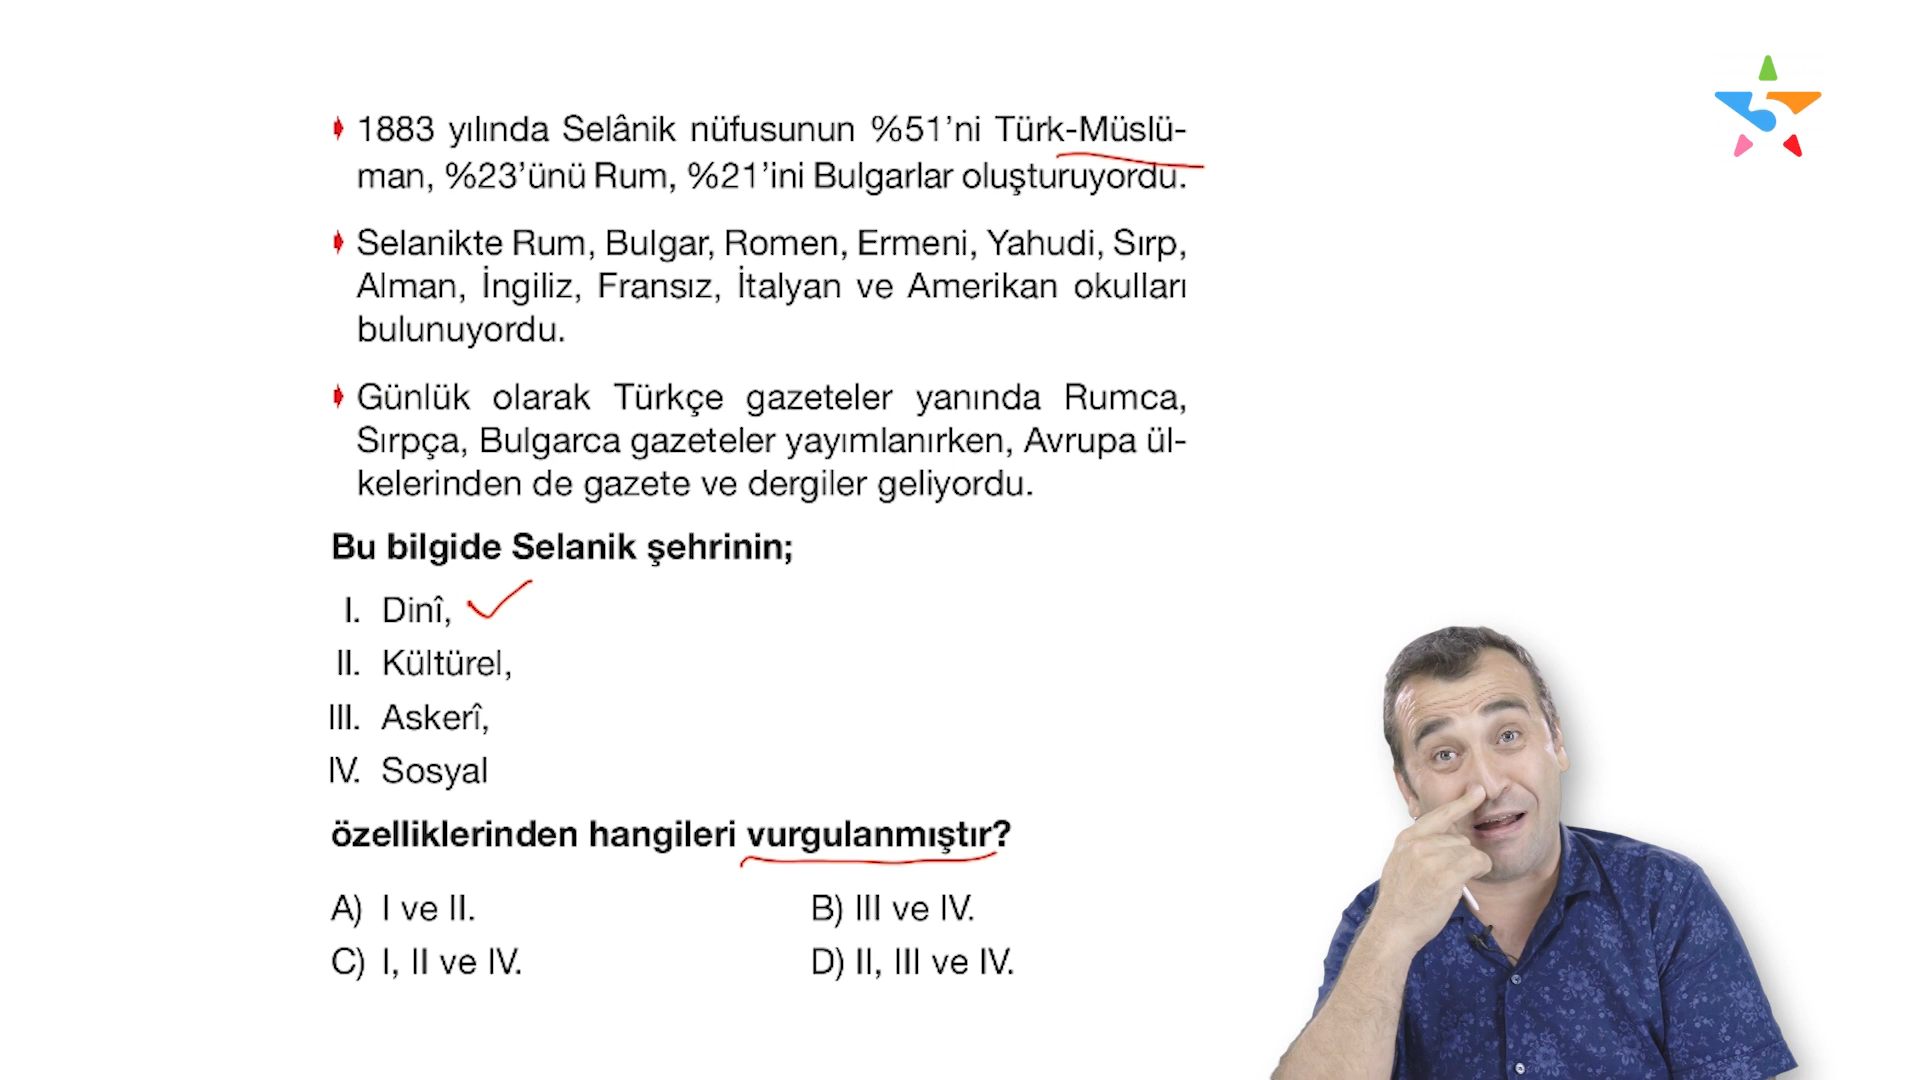 1883 yılında Selânik nüfusunun %51’ni Türk-Müslü-
man, %23’ünü Rum, %21’ini Bulgarlar oluşturuyordu.
Selanikte Rum, Bulgar, Romen, Ermeni, Yahudi, Sırp,
Alman, İngiliz, Fransız, İtalyan ve Amerikan okulları
bulunuyordu.
Günlük olarak Türkçe gazeteler yanında Rumca,
Sırpça, Bulgarca gazeteler yayımlanırken, Avrupa ül-
kelerinden de gazete ve dergiler geliyordu.
Bu bilgide Selanik şehrinin;
I. Dinî,
II. Kültürel,
III. Askerî,
IV. Sosyal
özelliklerinden hangileri vurgulanmıştır?
A) I ve II.
B) III ve IV.
C) I, II ve IV.
D) II, III ve IV.
5